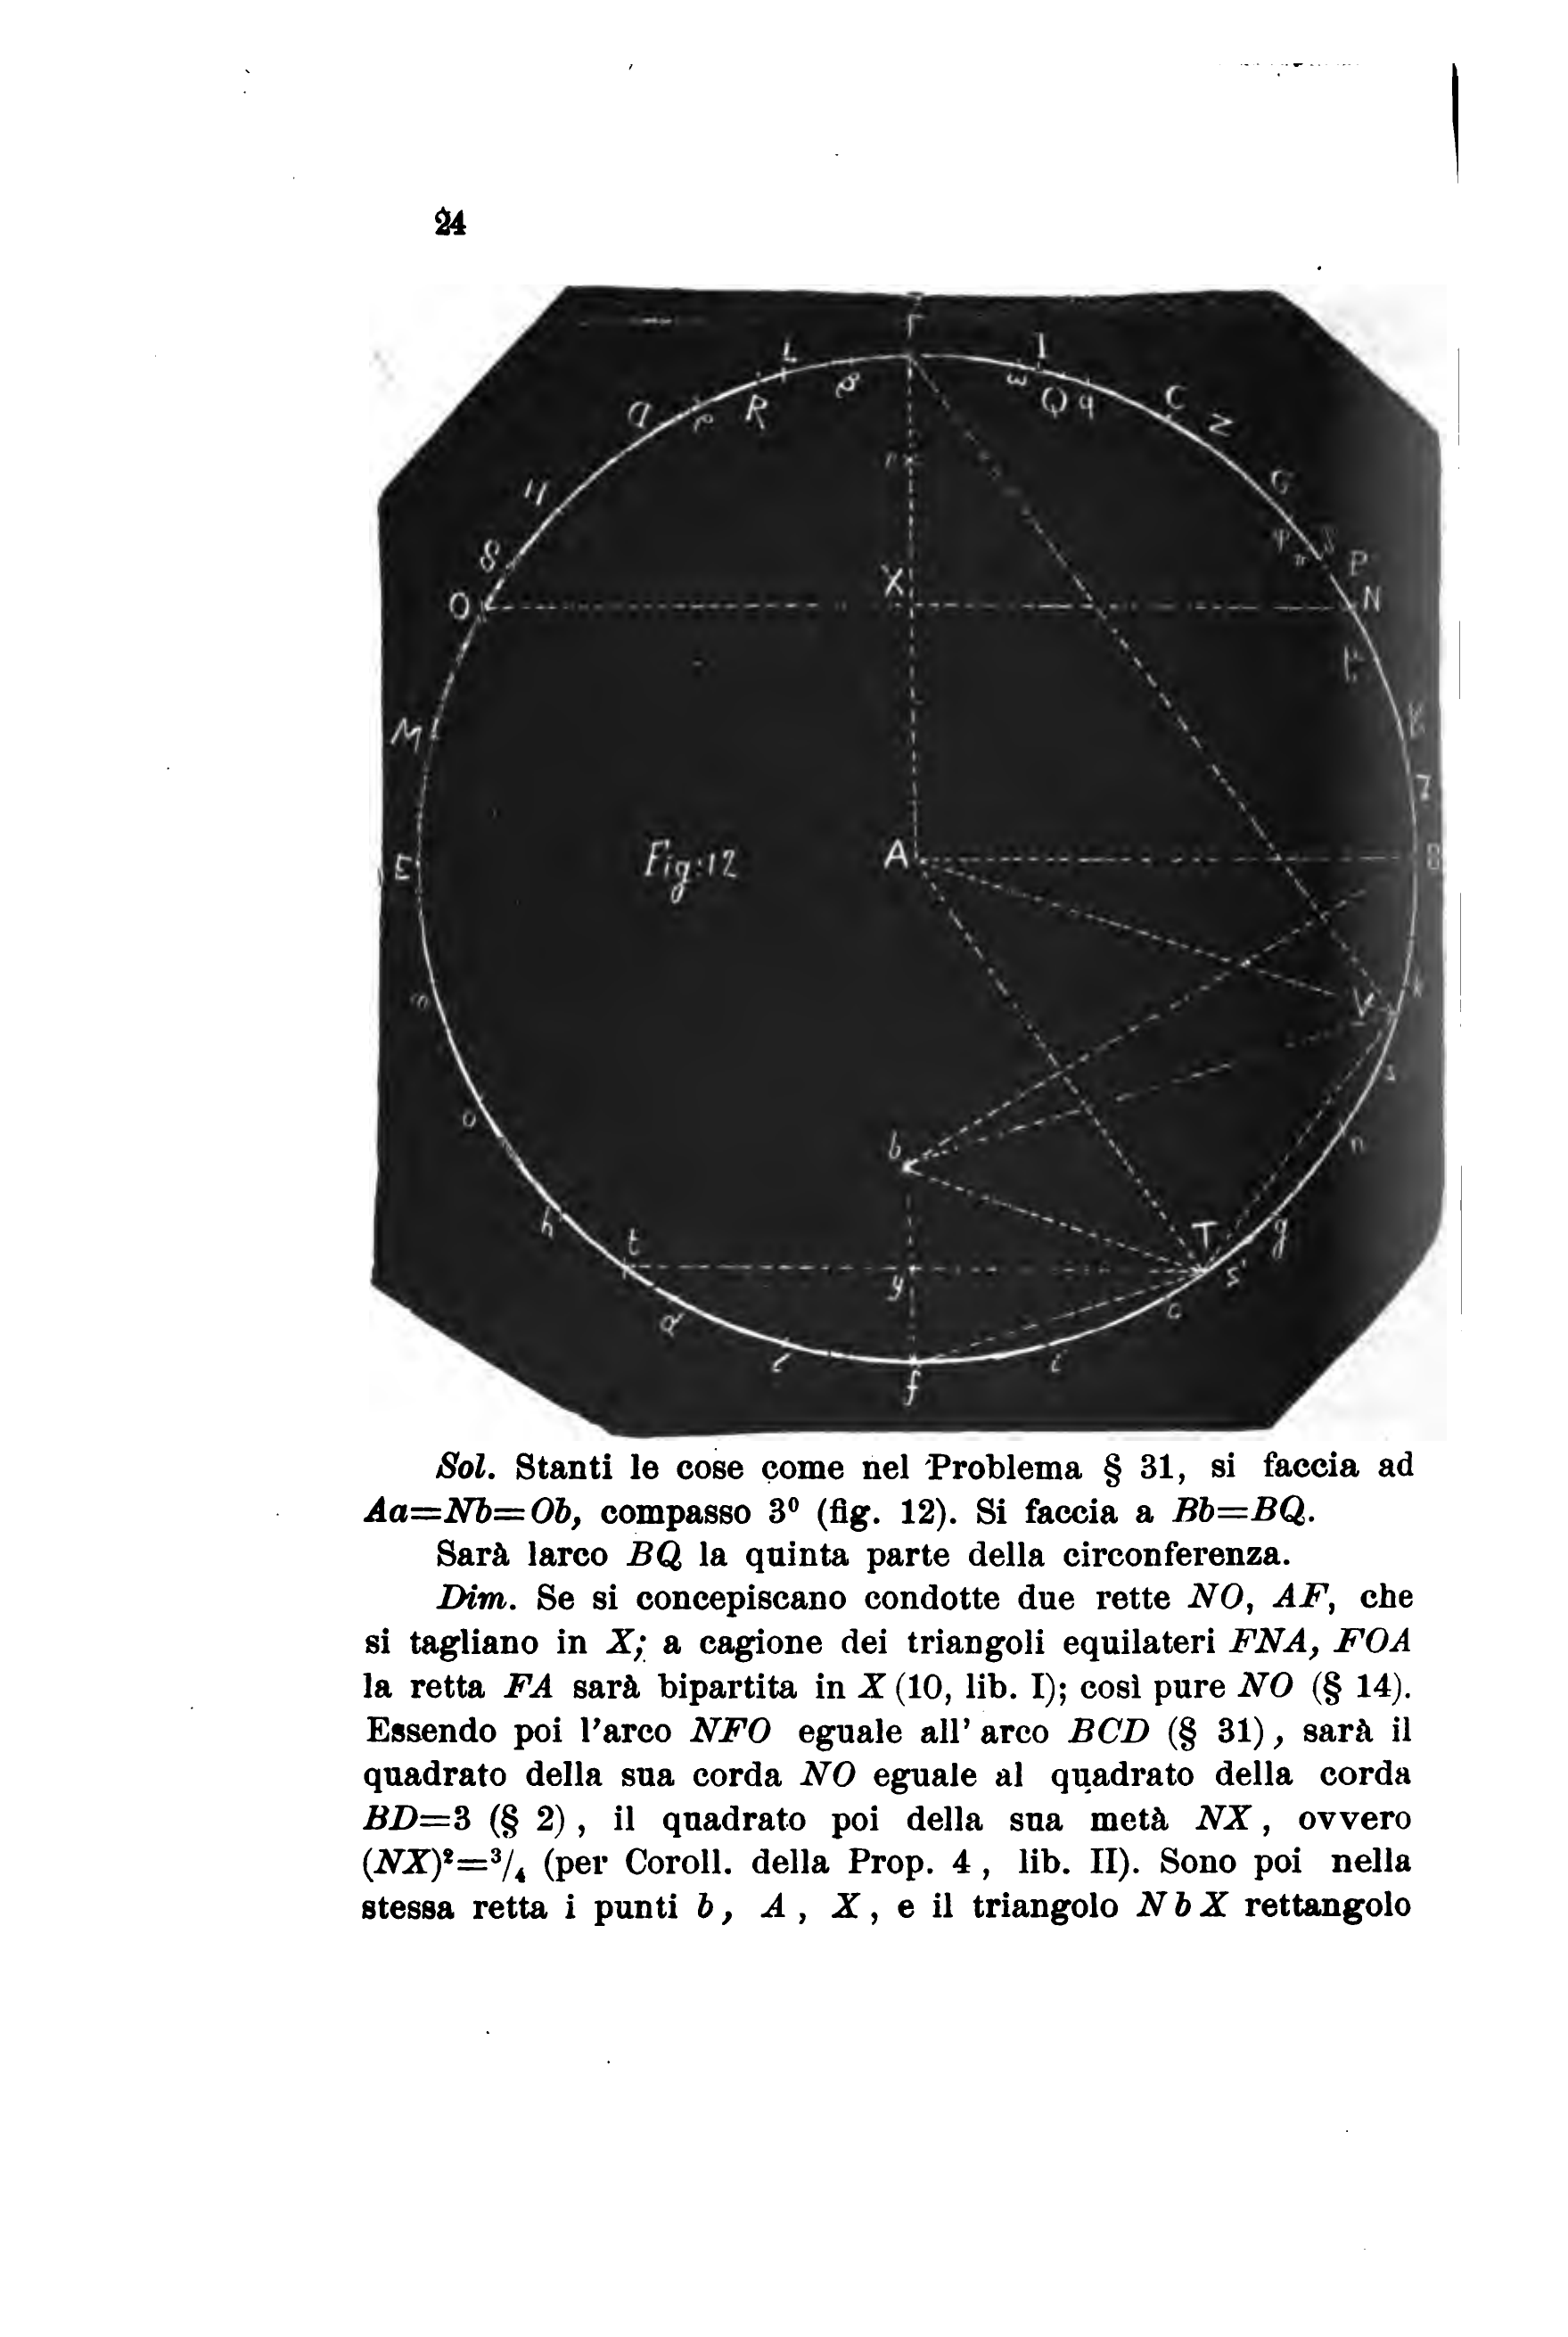 24
L
I
β
ω
Q q
C
Z
a
R
G
H
S
P
O
X
N
M
A
B
E
Fig: 12
V
s
o
b
n
h
t
T
g
y
s'
c
f
i
Sol. Stanti le cose come nel Problema § 31, si faccia ad
Aa=Nb=Ob, compasso 3⁰ (fig. 12). Si faccia a Bb=BQ.
Sarà larco BQ la quinta parte della circonferenza.
Dim. Se si concepiscano condotte due rette NO, AF, che
si tagliano in X; a cagione dei triangoli equilateri FNA, FOA
la retta FA sarà bipartita in X (10, lib. I); così pure NO (§ 14).
Essendo poi l'arco NFO eguale all' arco BCD (§ 31), sarà il
quadrato della sua corda NO eguale al quadrato della corda
BD=3 (§ 2), il quadrato poi della sua metà NX, ovvero
(NX)²=³/₄ (per Coroll. della Prop. 4, lib. II). Sono poi nella
stessa retta i punti b, A, X, e il triangolo N b X rettangolo